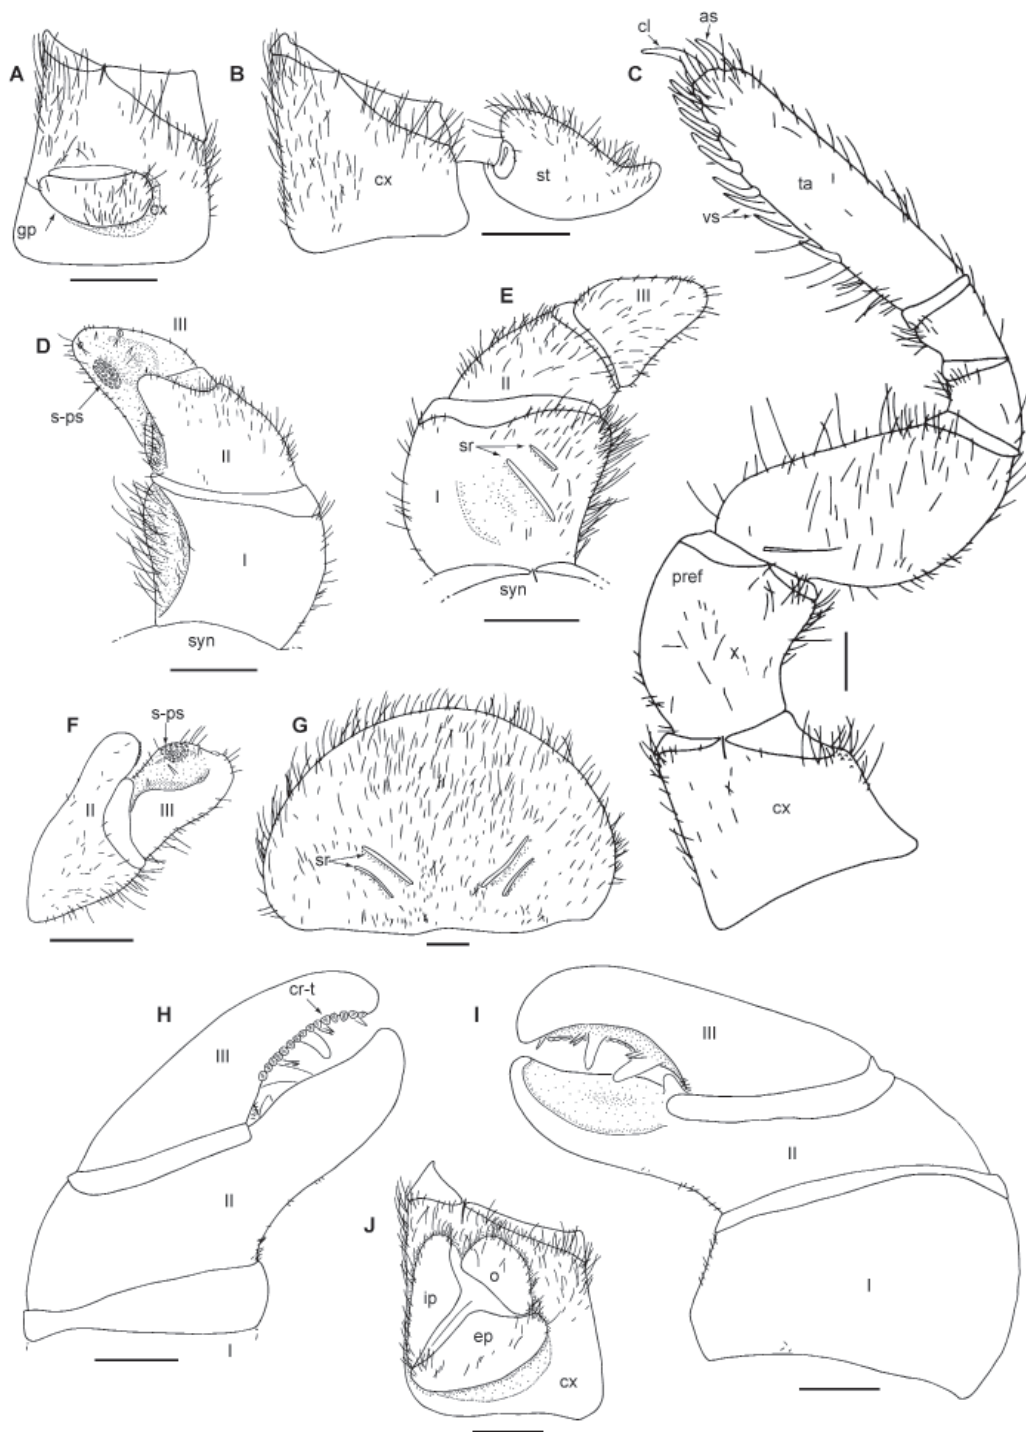 A
gp
cx
B
cx
st
C
cl
as
ta
vs
pref
cx
D
III
s-ps
II
I
syn
E
III
II
sr
I
syn
F
s-ps
II
III
G
sr
H
cr-t
III
II
I
I
III
II
I
J
ip
o
ep
cx